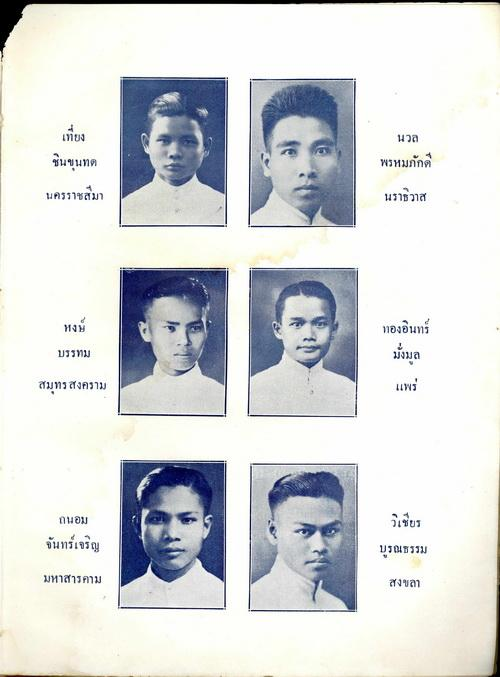 เที่ยง
ชินขุนทด
นครราชสีมา
นวล
พรหมภักดี
นราธิวาส
หงษ์
บรรทม
สมุทรสงคราม
ทองอินทร์
มั่งมูล
แพร่
ถนอม
จันทร์เจริญ
มหาสารคาม
วิเชียร
บูรณธรรม
สงขลา